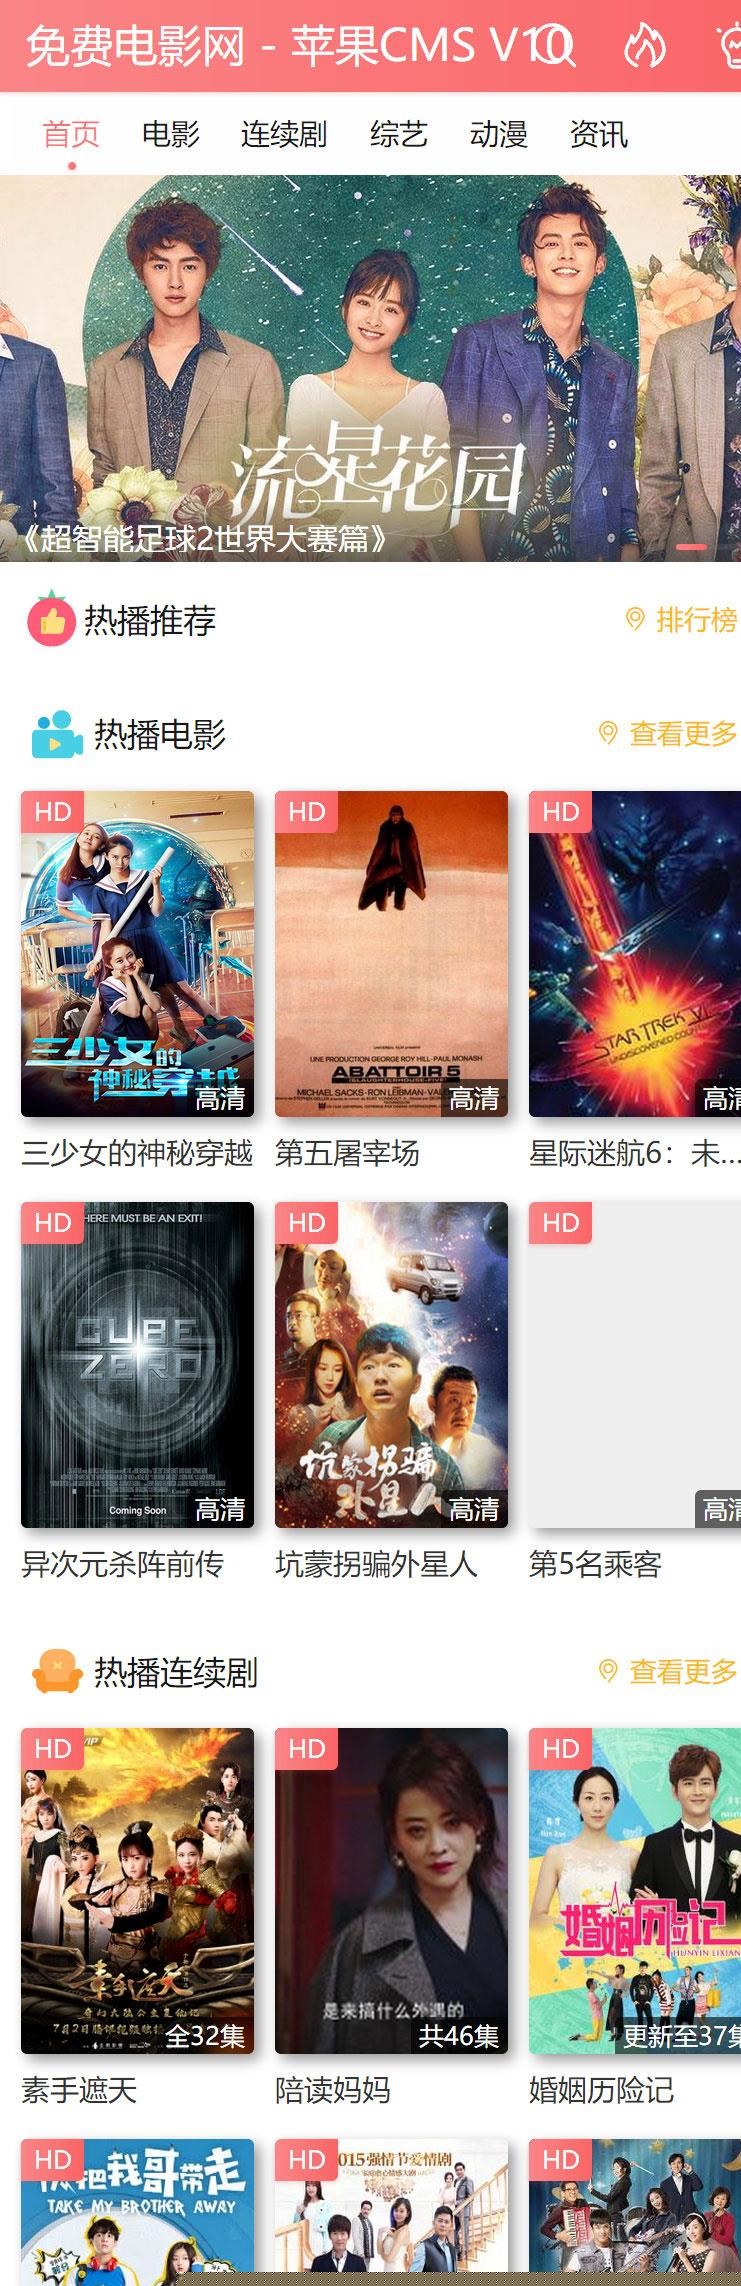 免费电影网 - 苹果CMS V10
首页 电影 连续剧 综艺 动漫 资讯
流星花园
《超智能足球2世界大赛篇》
热播推荐 排行榜
热播电影 查看更多
HD HD HD
三少女的神秘穿越
UNE PRODUCTION GEORGE ROY HILL-PAUL MONASH
ABATTOIR 5
(SLAUGHTERHOUSE-FIVE)
MICHAEL SACKS·RON LEIBMAN·VALE
STAR TREK VI
UNDISCOVERED COUNT
高清 高清 高清
三少女的神秘穿越 第五屠宰场 星际迷航6：未...
HD HD HD
HERE MUST BE AN EXIT!
CUBE
ZERO
Coming Soon
坑蒙拐骗
外星人
高清 高清 高清
异次元杀阵前传 坑蒙拐骗外星人 第5名乘客
热播连续剧 查看更多
HD HD HD
VIP
素手遮天
是来搞什么外遇的
婚姻历险记
HUNYIN LIXIAN
全32集 共46集 更新至37集
素手遮天 陪读妈妈 婚姻历险记
HD HD HD
把我哥带走
TAKE MY BROTHER AWAY
2015强情节爱情剧